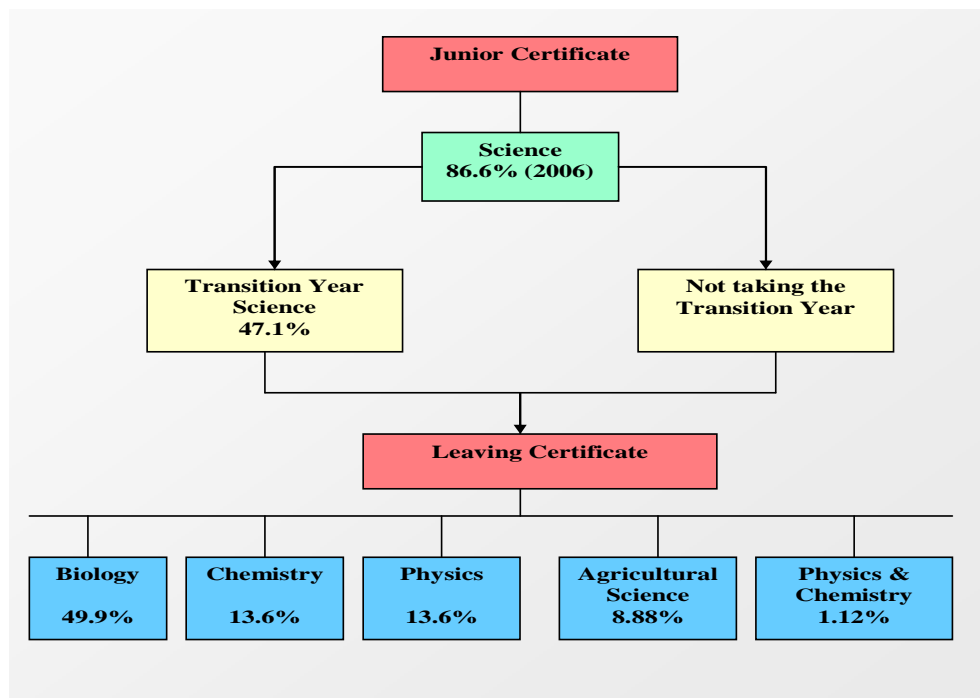 Junior Certificate
Science
86.6% (2006)
Transition Year
Science
47.1%
Not taking the
Transition Year
Leaving Certificate
Biology
49.9%
Chemistry
13.6%
Physics
13.6%
Agricultural
Science
8.88%
Physics &
Chemistry
1.12%